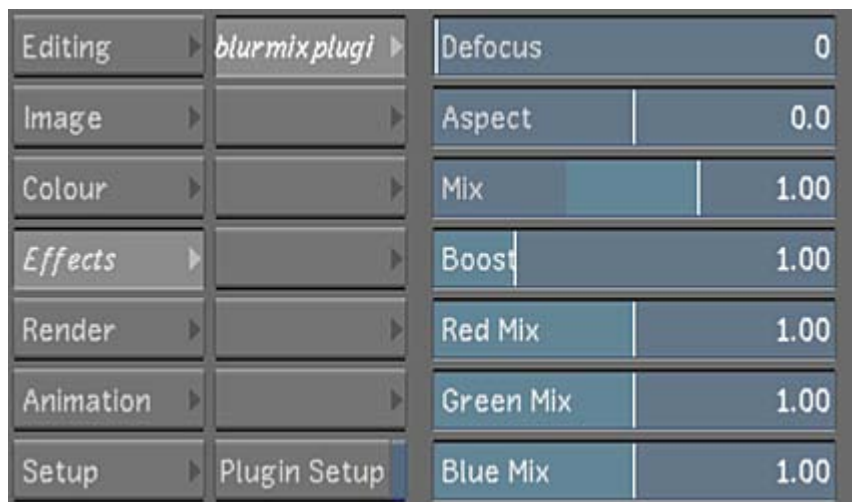 Editing blurmixplugi Defocus 0
Image Aspect 0.0
Colour Mix 1.00
Effects Boost 1.00
Render Red Mix 1.00
Animation Green Mix 1.00
Setup Plugin Setup Blue Mix 1.00